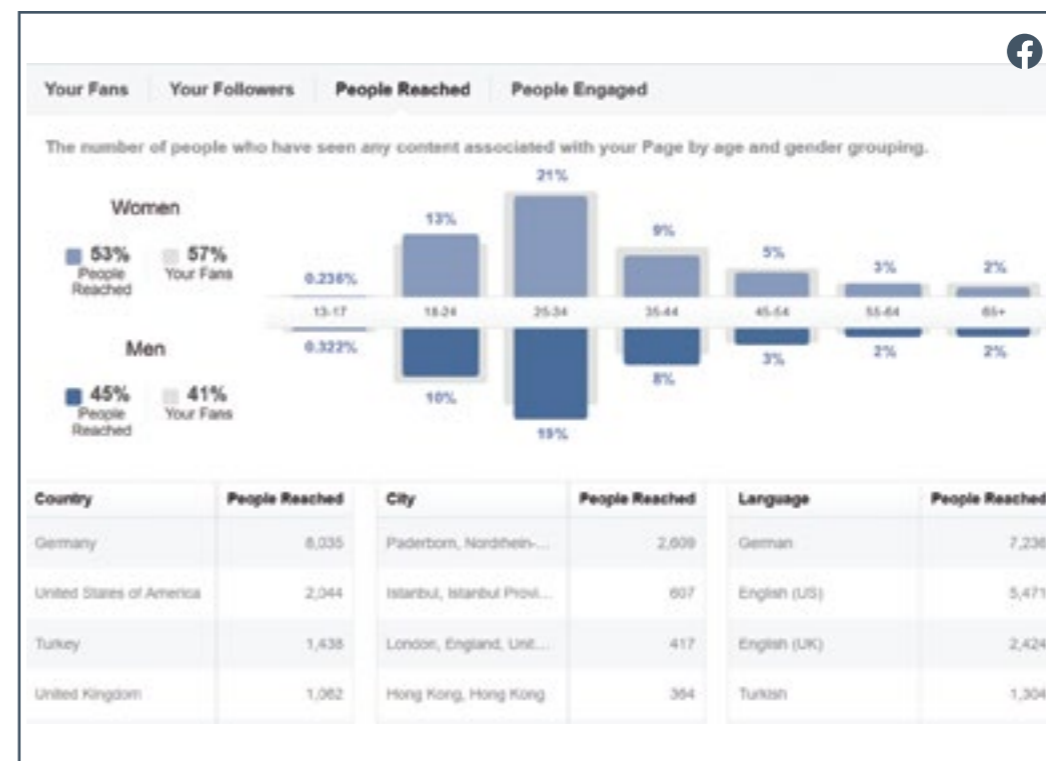 Your Fans Your Followers People Reached People Engaged
The number of people who have seen any content associated with your Page by age and gender grouping.
Women
53% People Reached 57% Your Fans
0.236% 13% 21% 9% 5% 3% 2%
13-17 18-24 25-34 35-44 45-54 55-64 65+
Men
45% People Reached 41% Your Fans
0.322% 10% 19% 8% 3% 2% 2%
Country People Reached City People Reached Language People Reached
Germany 8,035 Paderborn, Nordrhein-... 2,609 German 7,236
United States of America 2,044 Istanbul, Istanbul Provi... 607 English (US) 5,471
Turkey 1,438 London, England, Unit... 417 English (UK) 2,424
United Kingdom 1,062 Hong Kong, Hong Kong 364 Turkish 1,304